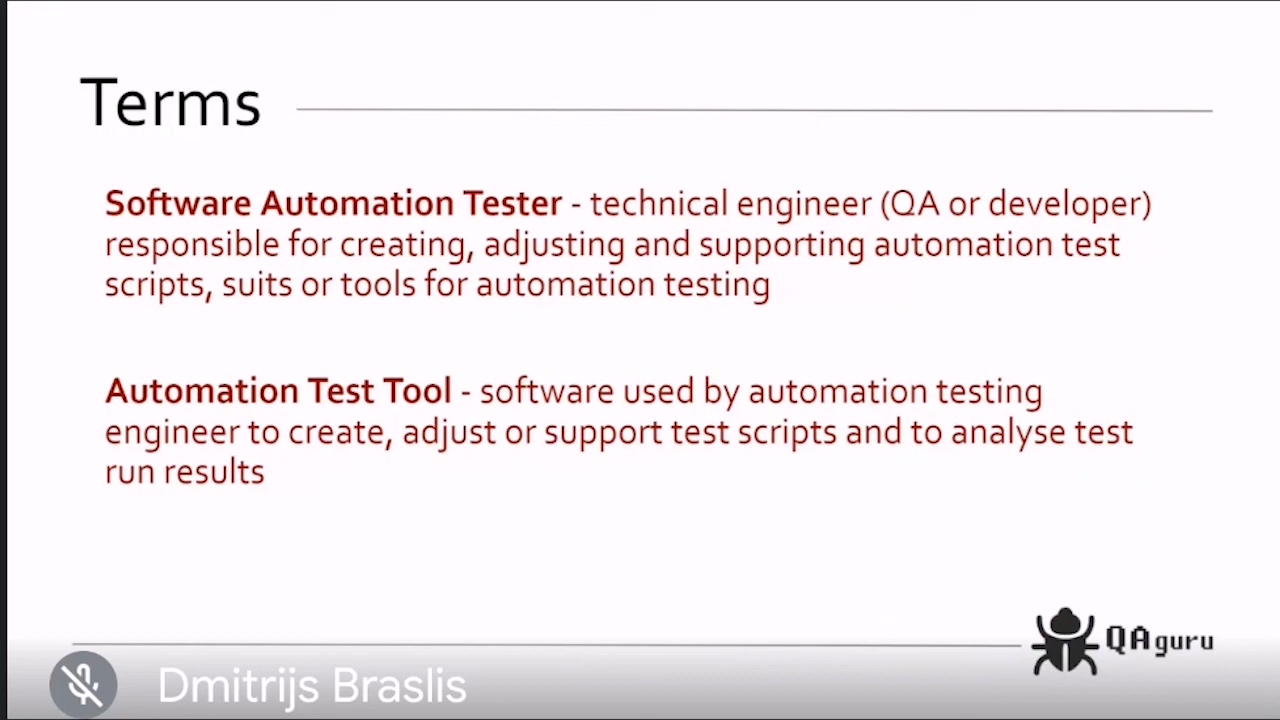 Terms
Software Automation Tester - technical engineer (QA or developer)
responsible for creating, adjusting and supporting automation test
scripts, suits or tools for automation testing
Automation Test Tool - software used by automation testing
engineer to create, adjust or support test scripts and to analyse test
run results
QA guru
Dmitrijs Braslis